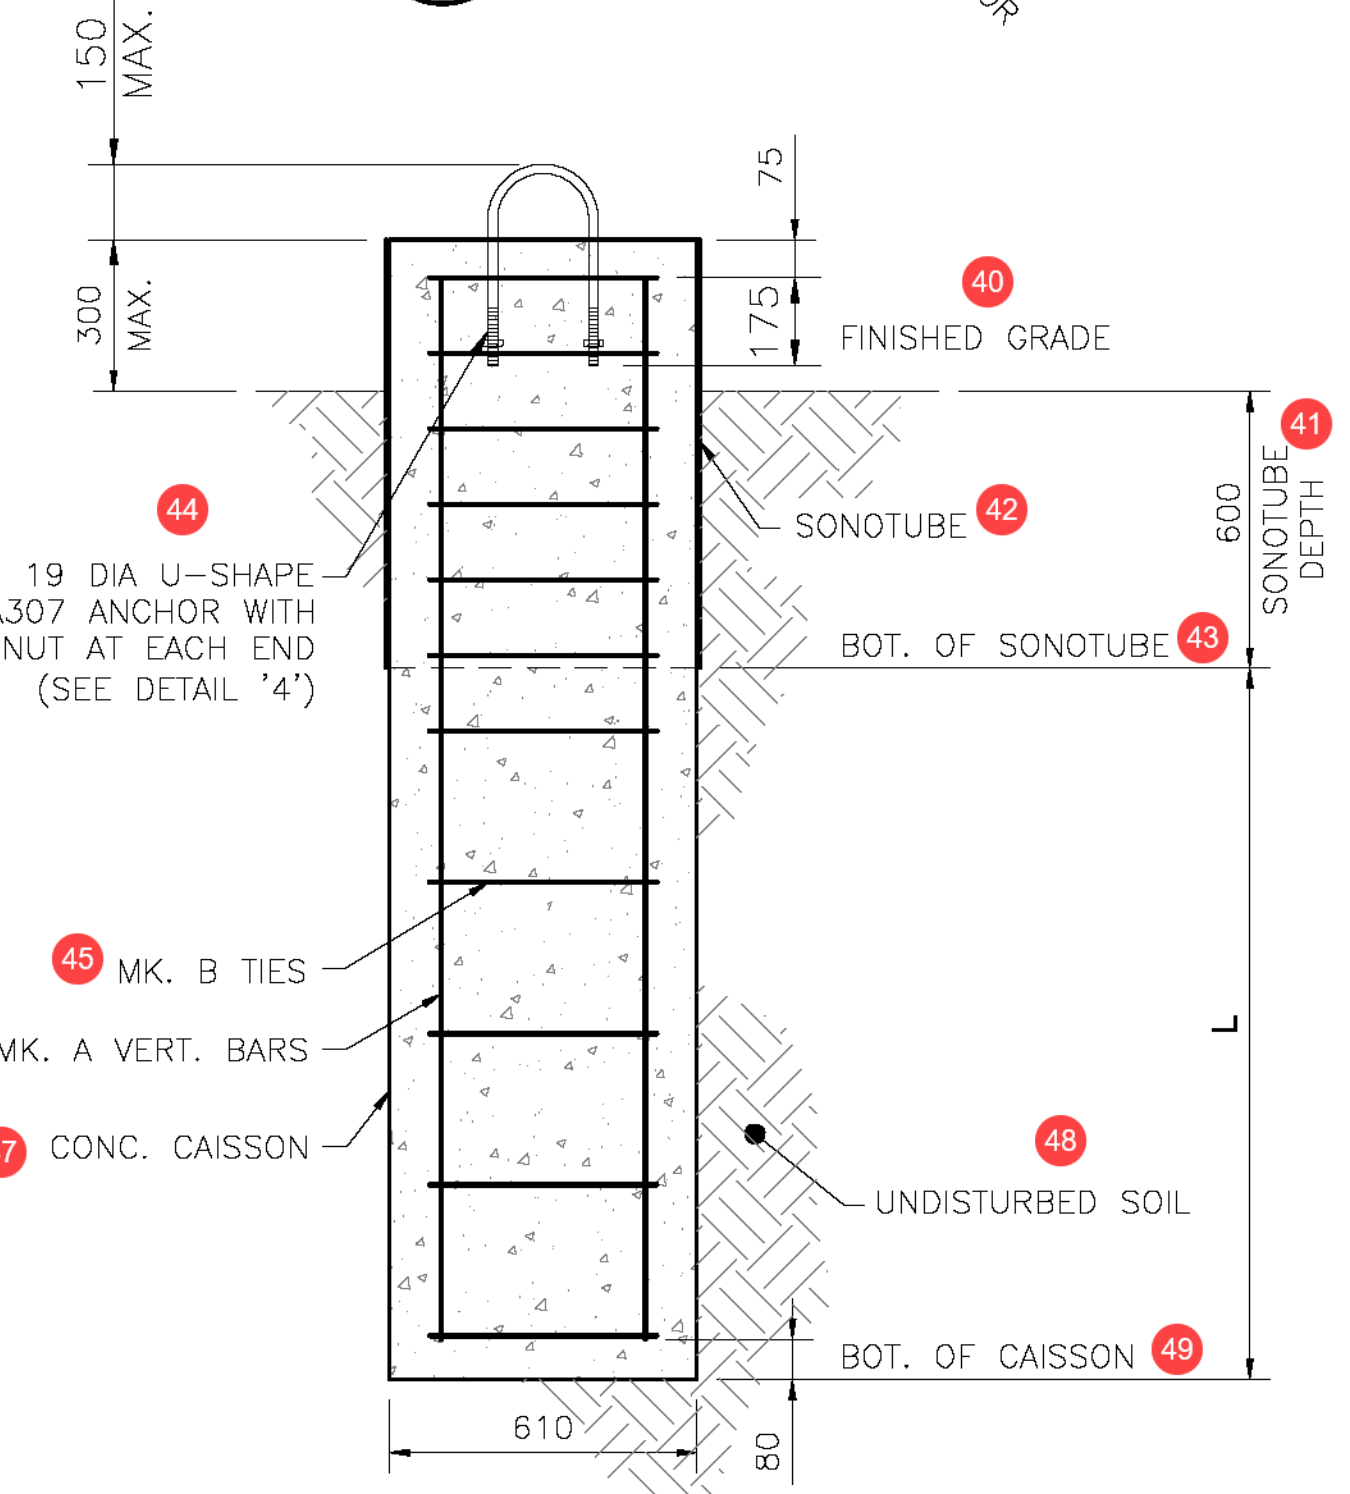 150
MAX.
75
300
MAX.
175
40
FINISHED GRADE
41
SONOTUBE
DEPTH
600
44
SONOTUBE 42
19 DIA U-SHAPE
A307 ANCHOR WITH
NUT AT EACH END
(SEE DETAIL '4')
BOT. OF SONOTUBE 43
45 MK. B TIES
MK. A VERT. BARS
L
CONC. CAISSON
48
UNDISTURBED SOIL
BOT. OF CAISSON 49
610
80